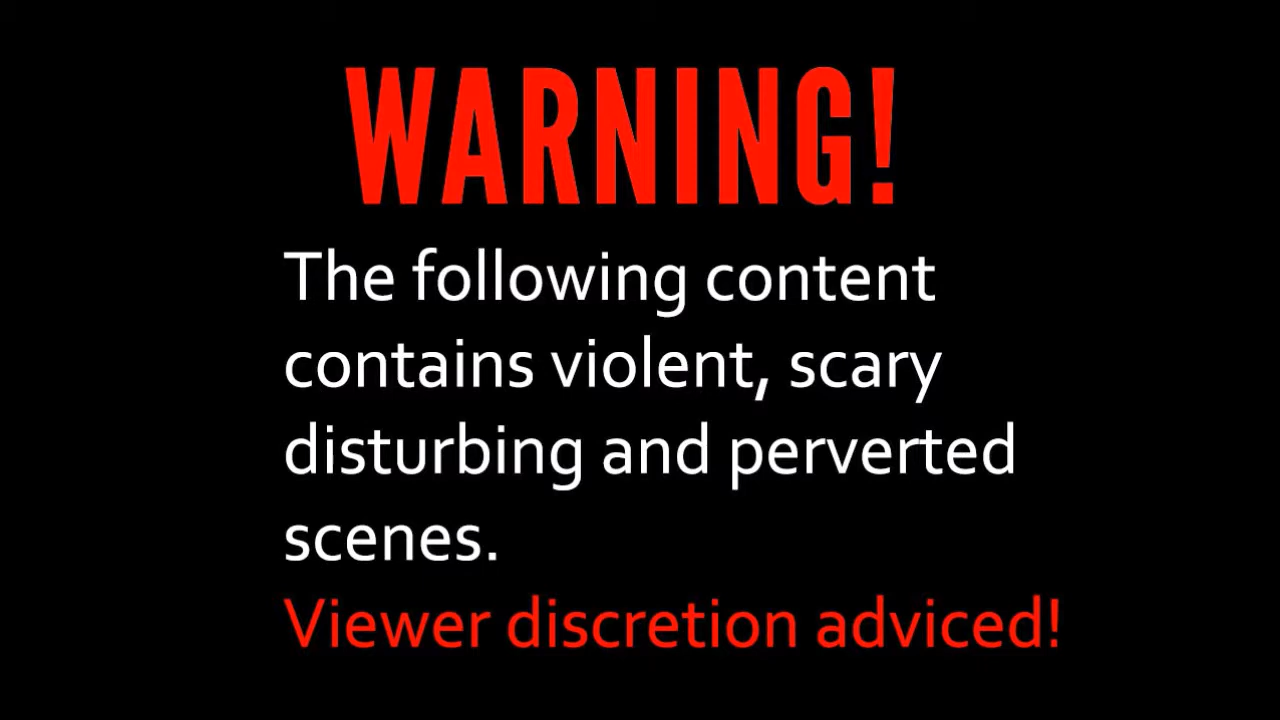 WARNING!
The following content
contains violent, scary
disturbing and perverted
scenes.
Viewer discretion adviced!